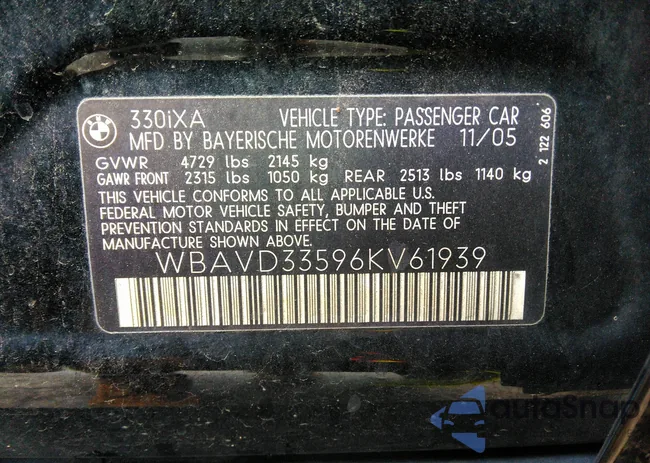 330iXA VEHICLE TYPE: PASSENGER CAR
MFD BY BAYERISCHE MOTORENWERKE 11/05
GVWR 4729 lbs 2145 kg
GAWR FRONT 2315 lbs 1050 kg REAR 2513 lbs 1140 kg
THIS VEHICLE CONFORMS TO ALL APPLICABLE U.S.
FEDERAL MOTOR VEHICLE SAFETY, BUMPER AND THEFT
PREVENTION STANDARDS IN EFFECT ON THE DATE OF
MANUFACTURE SHOWN ABOVE.
WBAVD33596KV61939
2 122 606
BMW
autoSnap